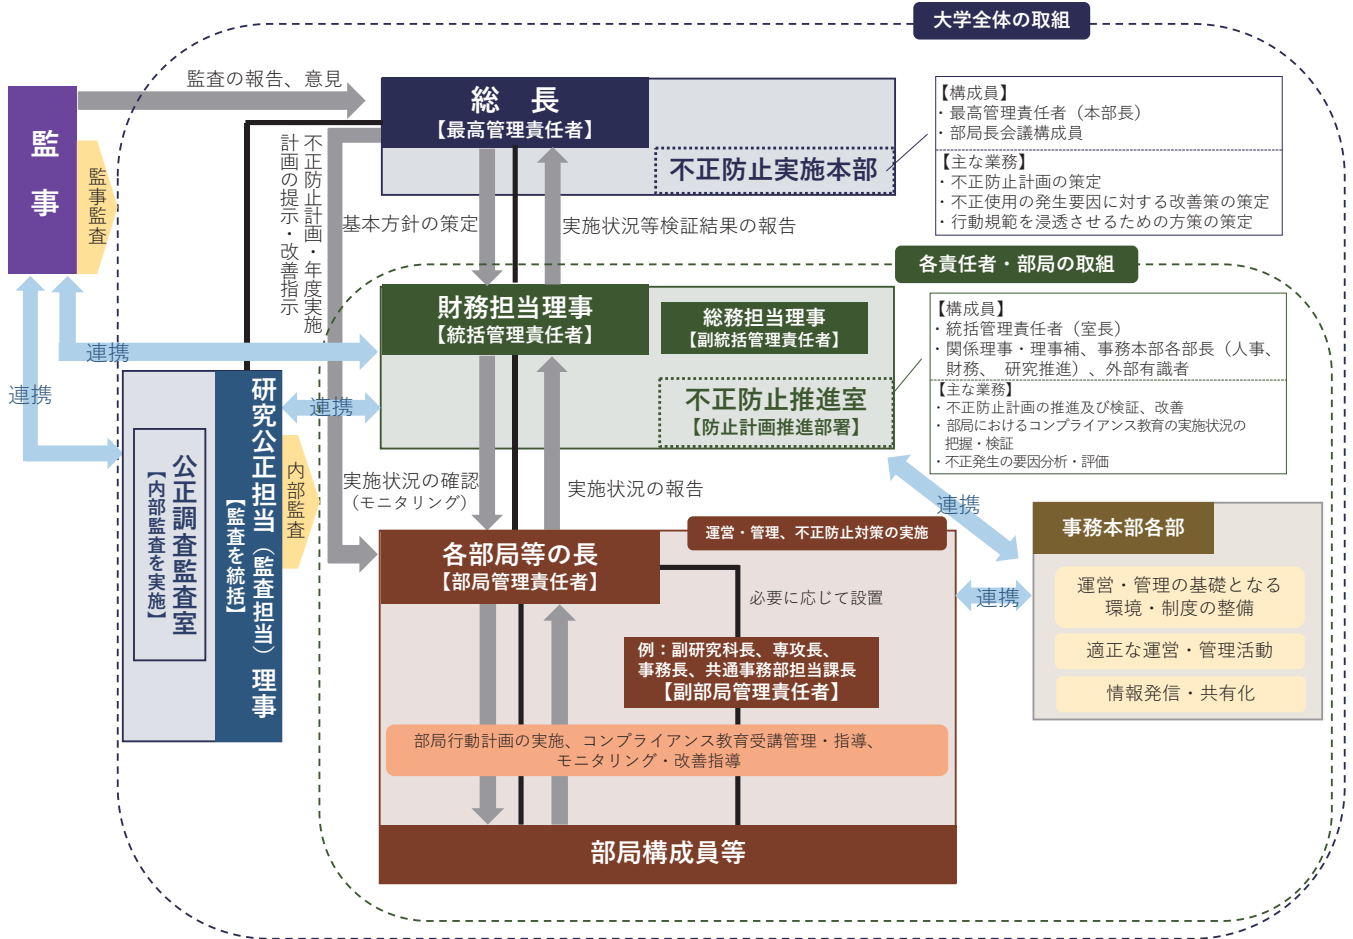 大学全体の取組
監査の報告、意見
監事
監事監査
総　長
【最高管理責任者】
不正防止実施本部
【構成員】
・最高管理責任者（本部長）
・部局長会議構成員
【主な業務】
・不正防止計画の策定
・不正使用の発生要因に対する改善策の策定
・行動規範を浸透させるための方策の策定
不正防止計画・年度実施
計画の提示・改善指示
基本方針の策定
実施状況等検証結果の報告
各責任者・部局の取組
財務担当理事
【統括管理責任者】
総務担当理事
【副統括管理責任者】
不正防止推進室
【防止計画推進部署】
【構成員】
・統括管理責任者（室長）
・関係理事・理事補、事務本部各部長（人事、
財務、 研究推進）、外部有識者
【主な業務】
・不正防止計画の推進及び検証、改善
・部局におけるコンプライアンス教育の実施状況の
把握・検証
・不正発生の要因分析・評価
連携
連携
連携
研究公正担当（監査担当）理事
【監査を統括】
公正調査監査室
【内部監査を実施】
内部監査
実施状況の確認
（モニタリング）
実施状況の報告
連携
連携
各部局等の長
【部局管理責任者】
運営・管理、不正防止対策の実施
必要に応じて設置
例：副研究科長、専攻長、
事務長、共通事務部担当課長
【副部局管理責任者】
部局行動計画の実施、コンプライアンス教育受講管理・指導、
モニタリング・改善指導
部局構成員等
事務本部各部
運営・管理の基礎となる
環境・制度の整備
適正な運営・管理活動
情報発信・共有化